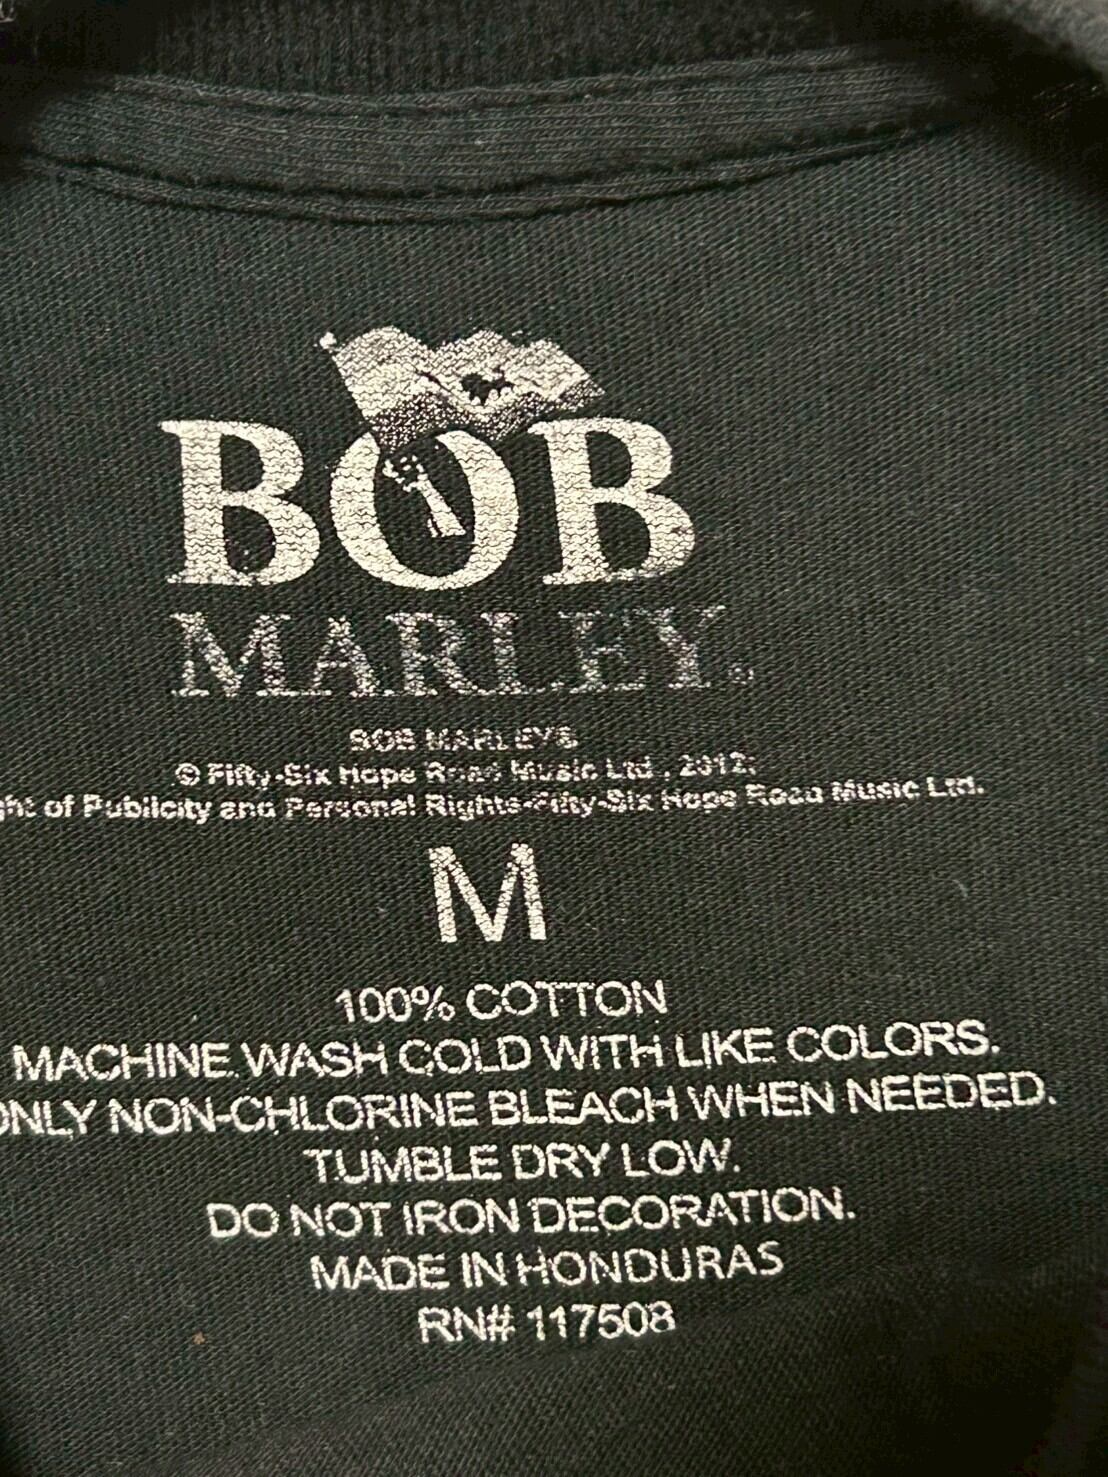 BOB
MARLEY
BOB MARLEY®
© Fifty-Six Hope Road Music Ltd., 2012;
of Publicity and Personal Rights-Fifty-Six Hope Road Music Ltd.
M
100% COTTON
MACHINE WASH COLD WITH LIKE COLORS.
ONLY NON-CHLORINE BLEACH WHEN NEEDED.
TUMBLE DRY LOW.
DO NOT IRON DECORATION.
MADE IN HONDURAS
RN# 117508